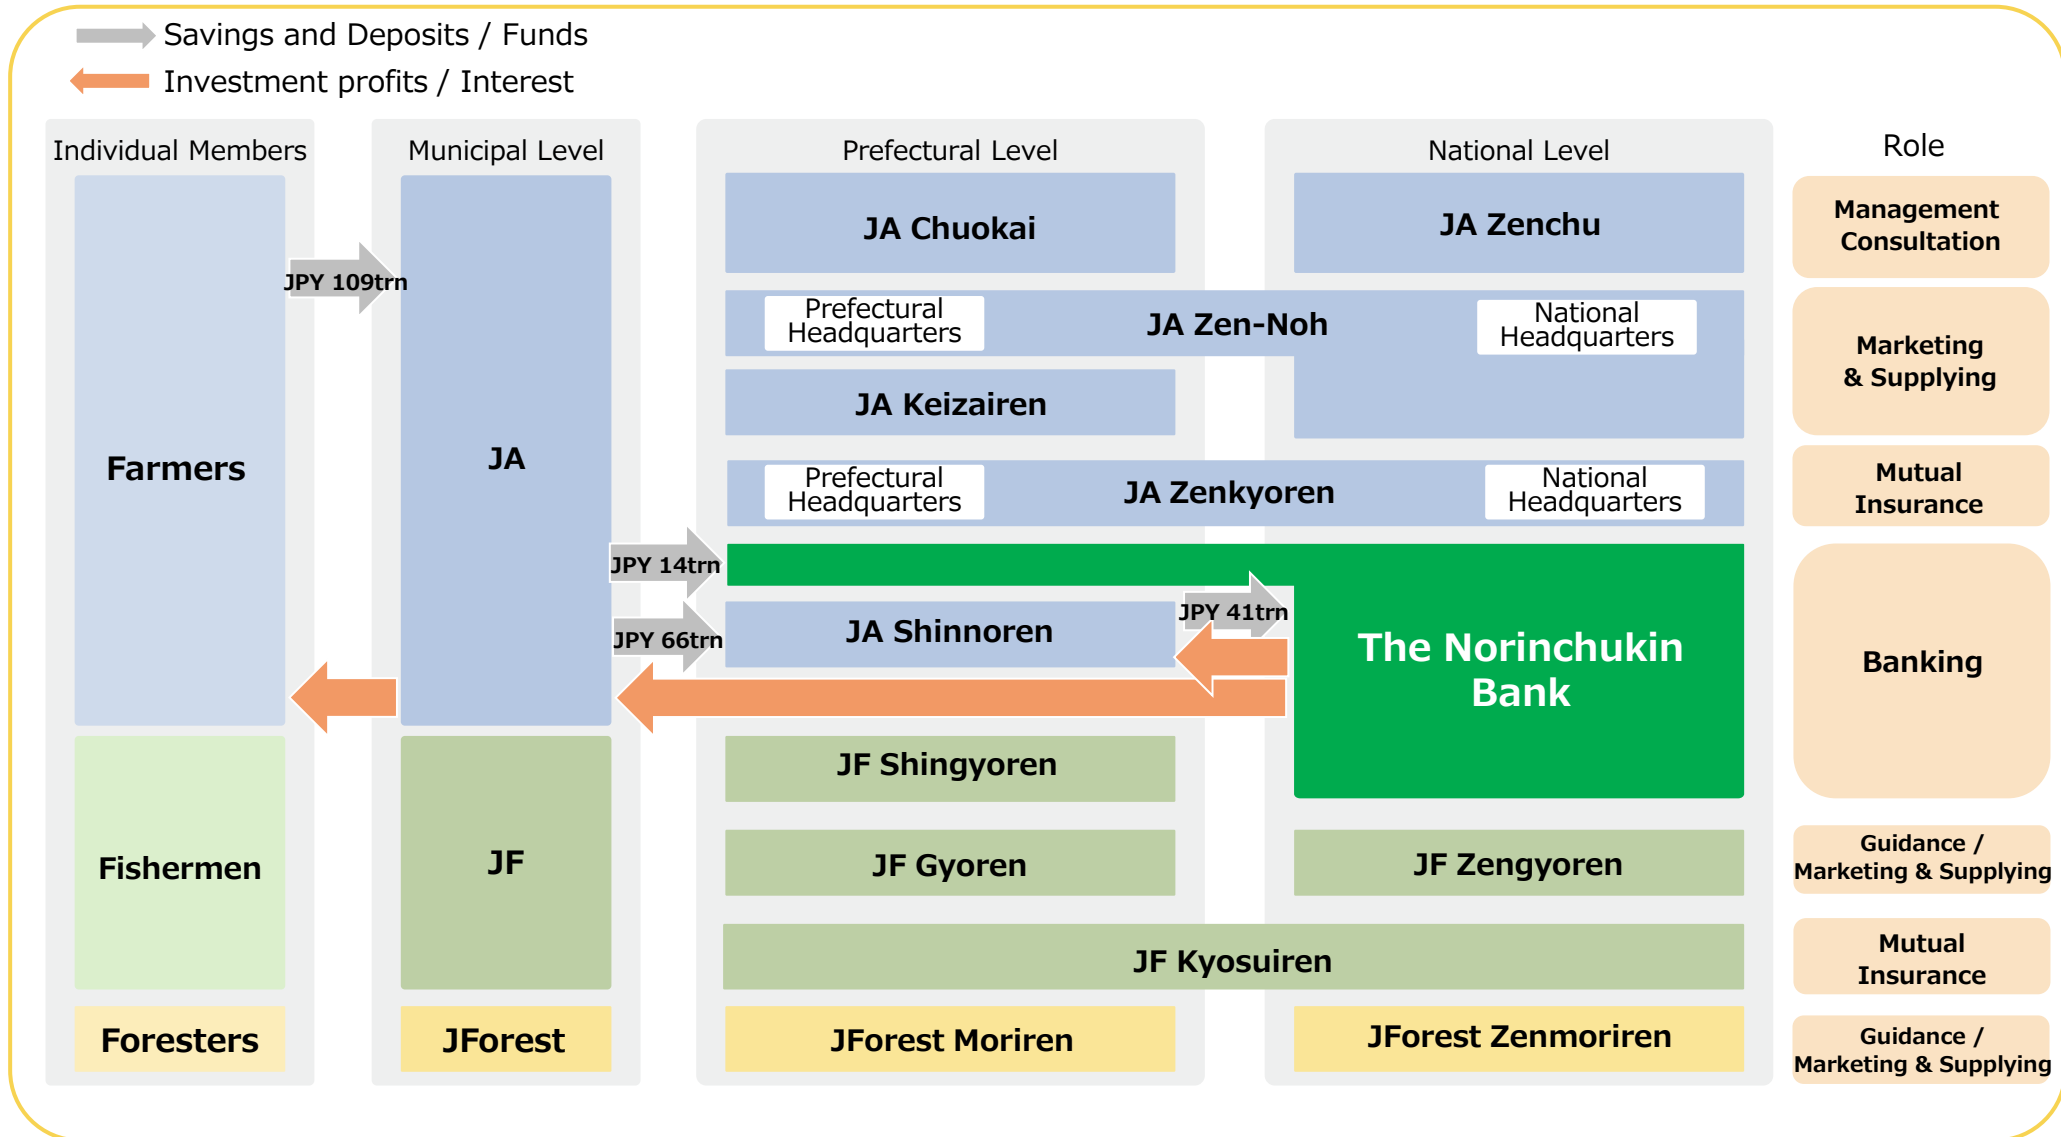 Savings and Deposits / Funds
Investment profits / Interest
Individual Members
Municipal Level
Prefectural Level
National Level
Role
Farmers
JPY 109trn
JA
JA Chuokai
JA Zenchu
Management
Consultation
Prefectural
Headquarters
JA Zen-Noh
National
Headquarters
JA Keizairen
Marketing
& Supplying
Prefectural
Headquarters
JA Zenkyoren
National
Headquarters
Mutual
Insurance
JPY 14trn
JPY 66trn
JA Shinnoren
JPY 41trn
The Norinchukin
Bank
Banking
JF Shingyoren
Fishermen
JF
JF Gyoren
JF Zengyoren
Guidance /
Marketing & Supplying
JF Kyosuiren
Mutual
Insurance
Foresters
JForest
JForest Moriren
JForest Zenmoriren
Guidance /
Marketing & Supplying